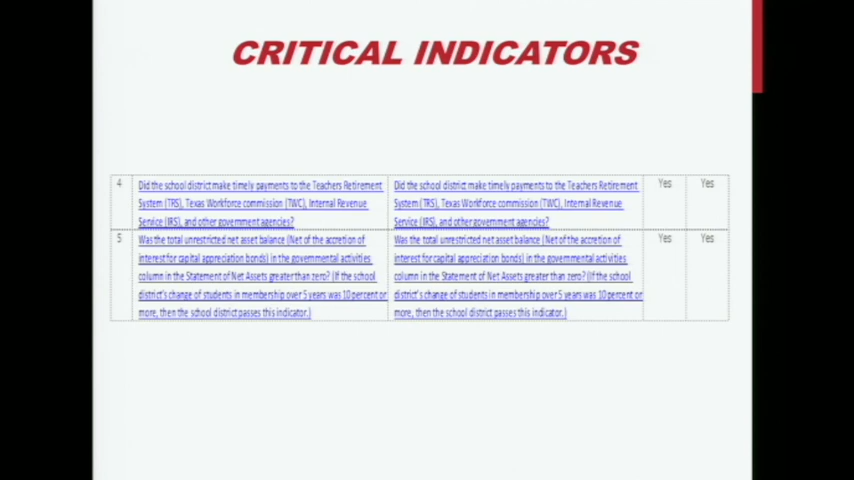 CRITICAL INDICATORS
4
Did the school district make timely payments to the Teachers Retirement
System (TRS), Texas Workforce commission (TWC), Internal Revenue
Service (IRS), and other government agencies?
Did the school district make timely payments to the Teachers Retirement
System (TRS), Texas Workforce commission (TWC), Internal Revenue
Service (IRS), and other government agencies?
Yes
Yes
5
Was the total unrestricted net asset balance (Net of the accretion of
interest for capital appreciation bonds) in the governmental activities
column in the Statement of Net Assets greater than zero? (If the school
district's change of students in membership over 5 years was 10 percent or
more, then the school district passes this indicator.)
Was the total unrestricted net asset balance (Net of the accretion of
interest for capital appreciation bonds) in the governmental activities
column in the Statement of Net Assets greater than zero? (If the school
district's change of students in membership over 5 years was 10 percent or
more, then the school district passes this indicator.)
Yes
Yes